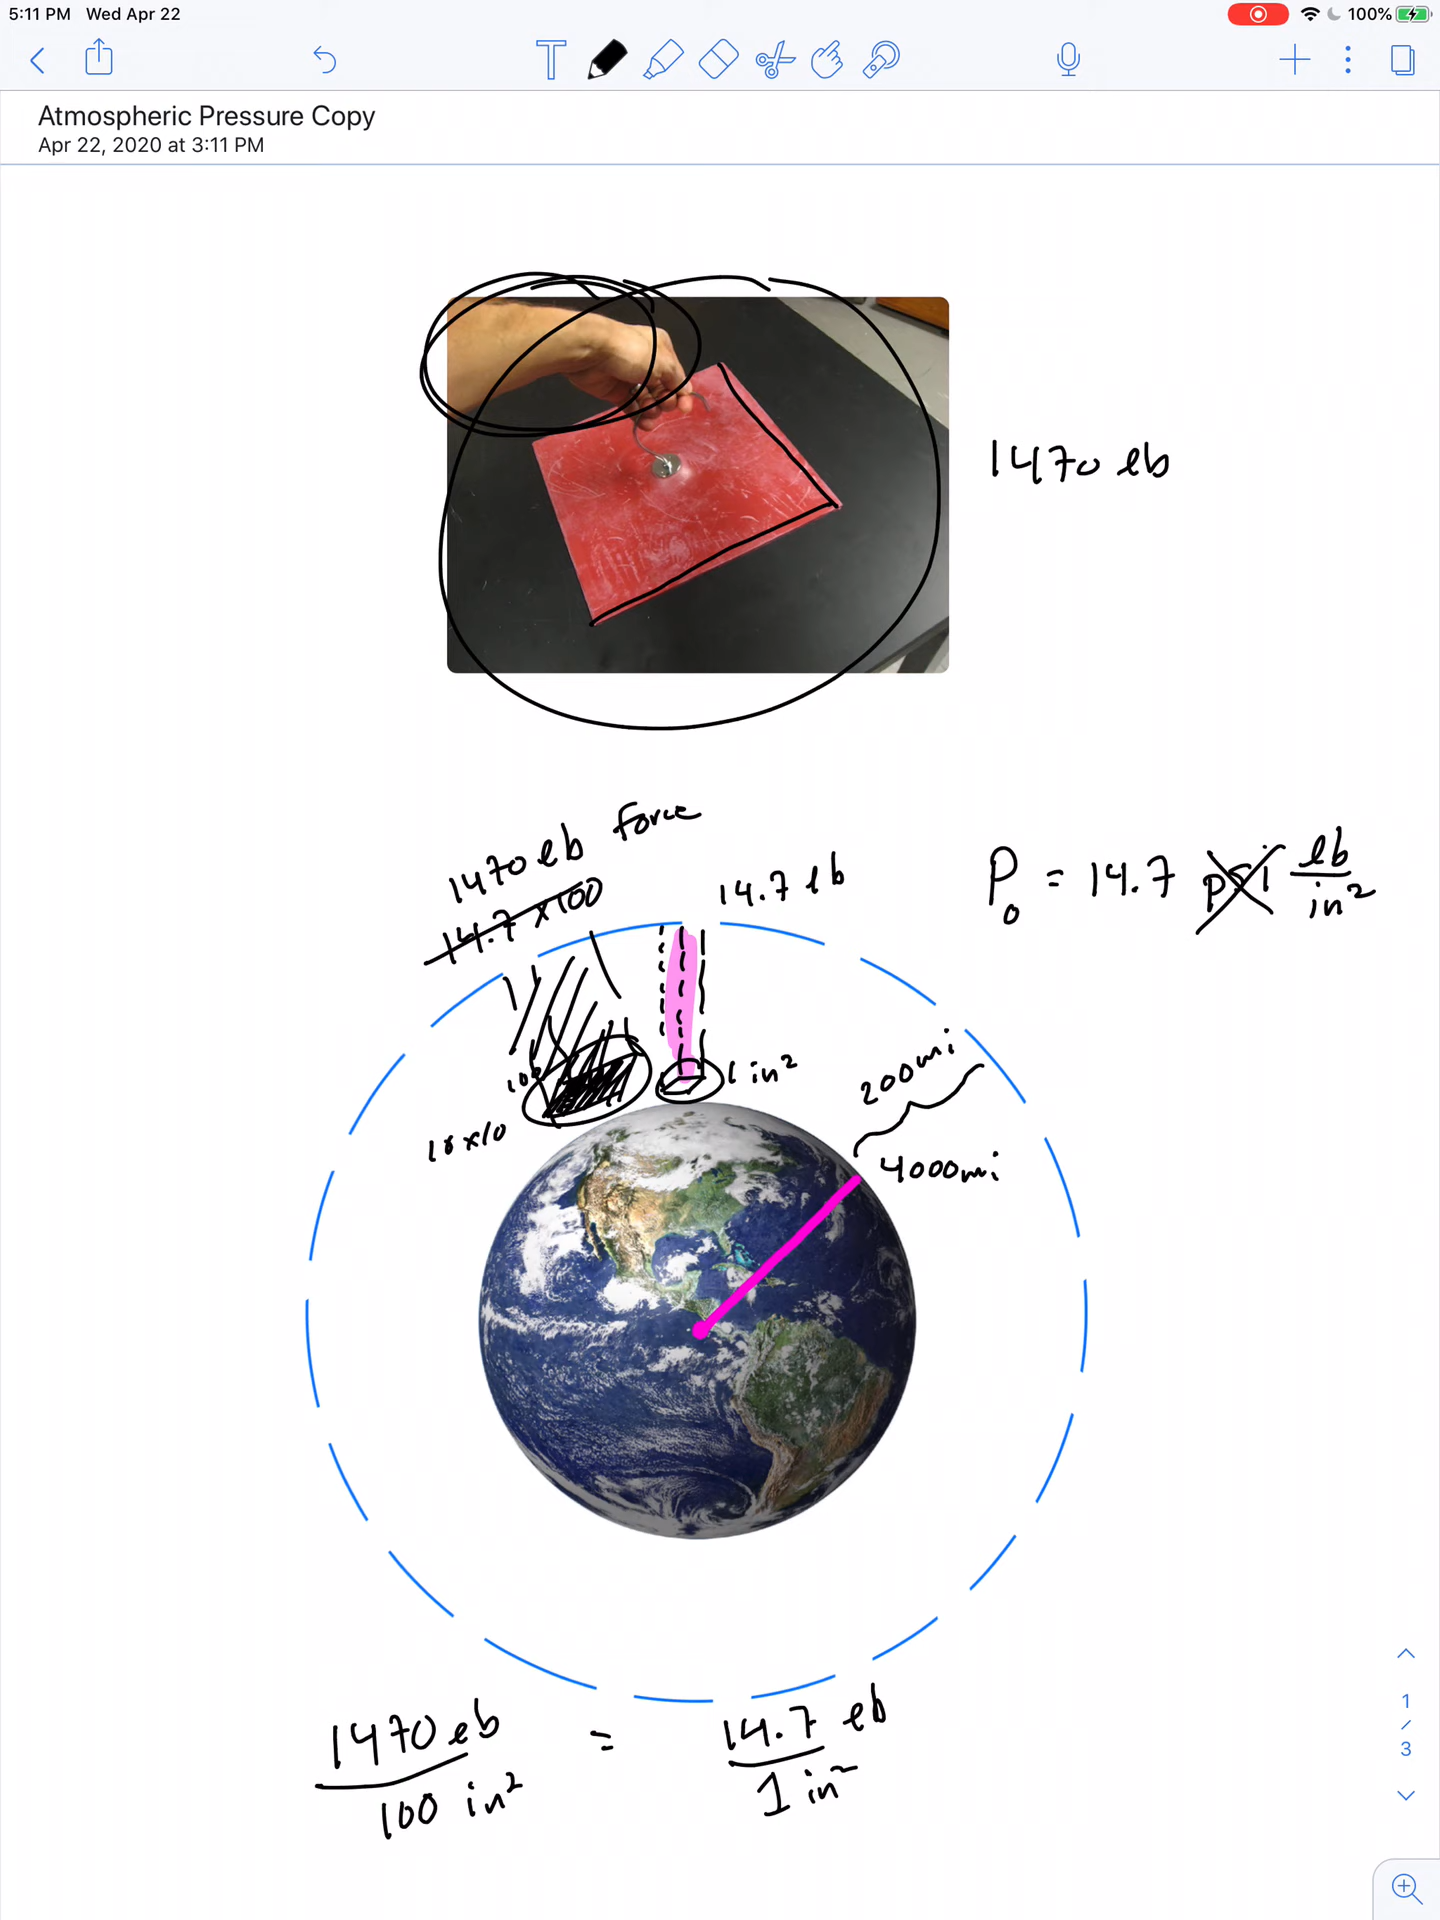 5:11 PM Wed Apr 22
100%
Atmospheric Pressure Copy
Apr 22, 2020 at 3:11 PM
1470 lb
1470 lb force
14.7 x 100
14.7 lb
P₀ = 14.7 psi lb/in²
1 in²
100
10 x 10
200mi
4000mi
1470 lb = 14.7 lb
100 in² 1 in²
1
/
3